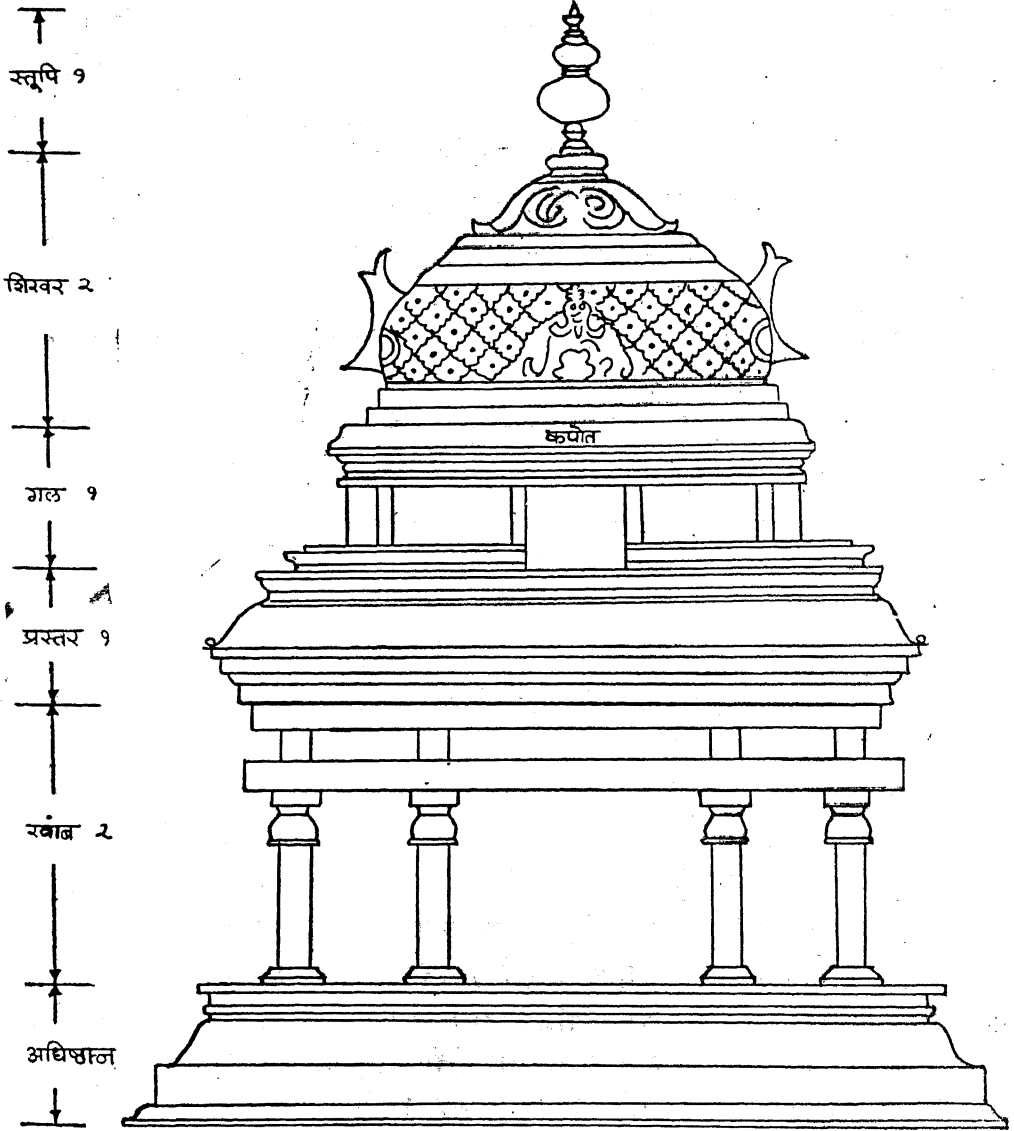 स्तूपि १
शिखर २
कपोत
गल १
प्रस्तर १
खांब २
अधिष्ठान